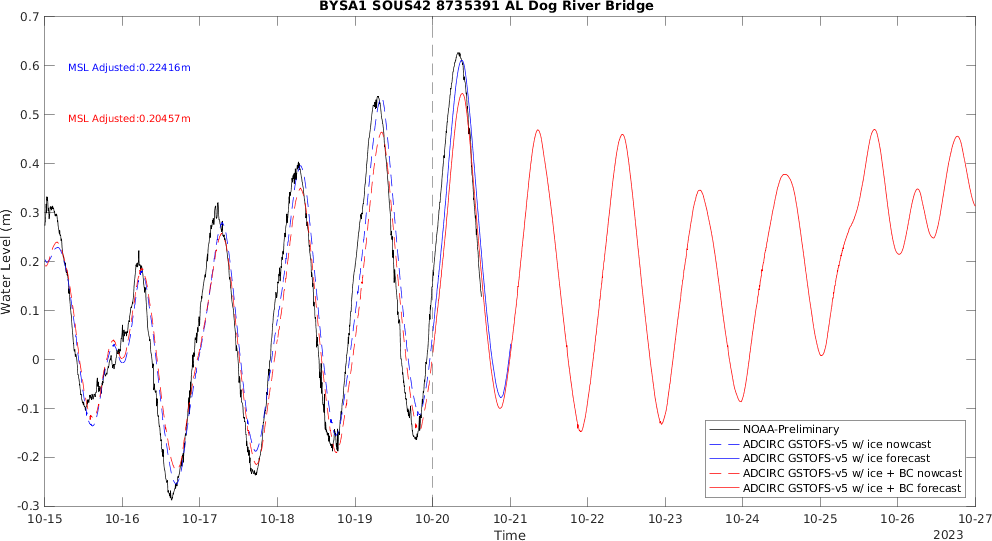 BYSA1 SOUS42 8735391 AL Dog River Bridge
0.7
0.6
0.5
0.4
0.3
0.2
0.1
0
-0.1
-0.2
-0.3
Water Level (m)
MSL Adjusted:0.22416m
MSL Adjusted:0.20457m
NOAA-Preliminary
ADCIRC GSTOFS-v5 w/ ice nowcast
ADCIRC GSTOFS-v5 w/ ice forecast
ADCIRC GSTOFS-v5 w/ ice + BC nowcast
ADCIRC GSTOFS-v5 w/ ice + BC forecast
10-15 10-16 10-17 10-18 10-19 10-20 10-21 10-22 10-23 10-24 10-25 10-26 10-27
Time
2023